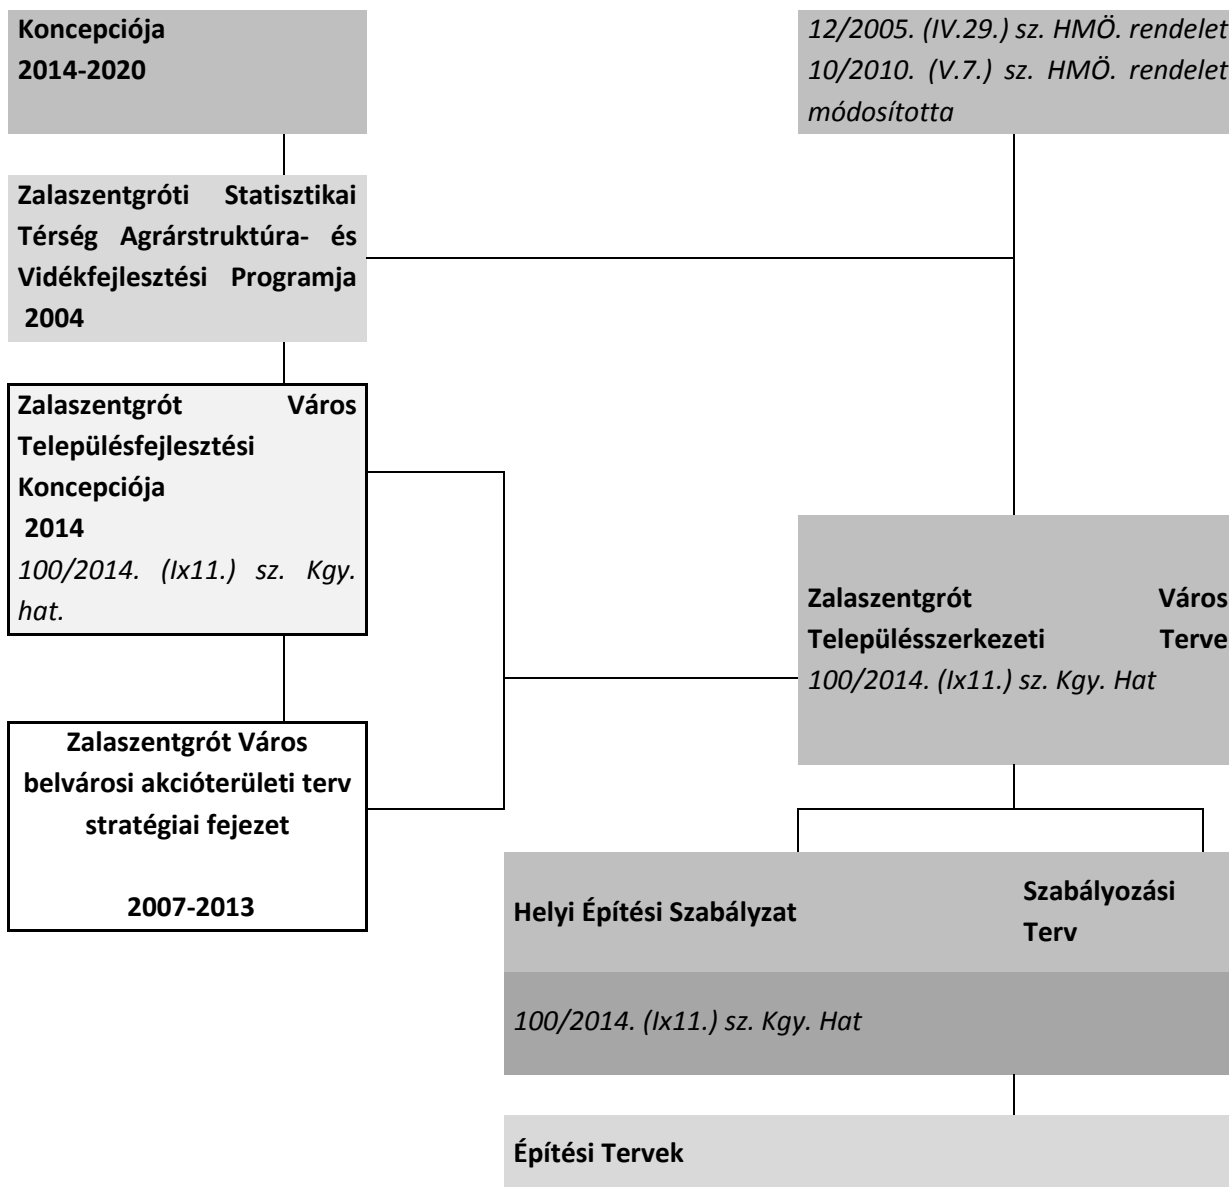 Koncepciója
2014-2020
12/2005. (IV.29.) sz. HMÖ. rendelet
10/2010. (V.7.) sz. HMÖ. rendelet
módosította
Zalaszentgróti Statisztikai
Térség Agrárstruktúra- és
Vidékfejlesztési Programja
2004
Zalaszentgrót Város
Településfejlesztési
Koncepciója
2014
100/2014. (Ix11.) sz. Kgy.
hat.
Zalaszentgrót Város
Településszerkezeti Terve
100/2014. (Ix11.) sz. Kgy. Hat
Zalaszentgrót Város
belvárosi akcióterületi terv
stratégiai fejezet
2007-2013
Helyi Építési Szabályzat
Szabályozási
Terv
100/2014. (Ix11.) sz. Kgy. Hat
Építési Tervek